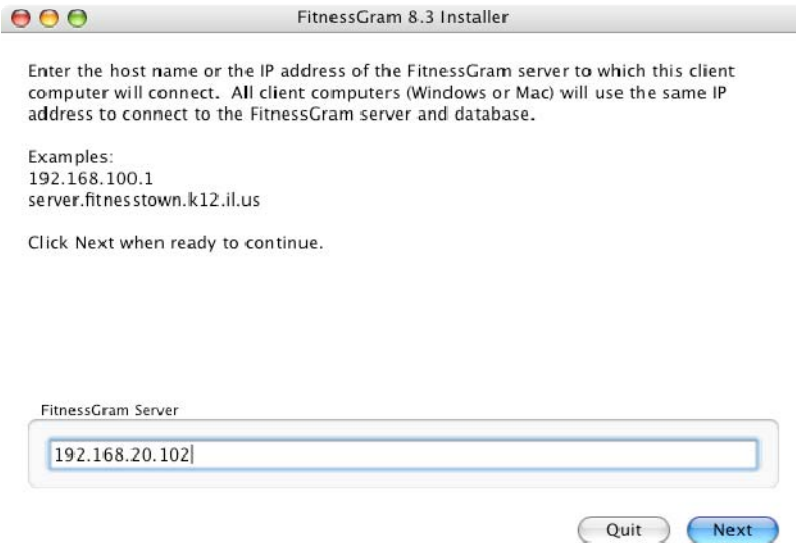 FitnessGram 8.3 Installer
Enter the host name or the IP address of the FitnessGram server to which this client
computer will connect. All client computers (Windows or Mac) will use the same IP
address to connect to the FitnessGram server and database.
Examples:
192.168.100.1
server.fitnesstown.k12.il.us
Click Next when ready to continue.
FitnessGram Server
192.168.20.102
Quit
Next